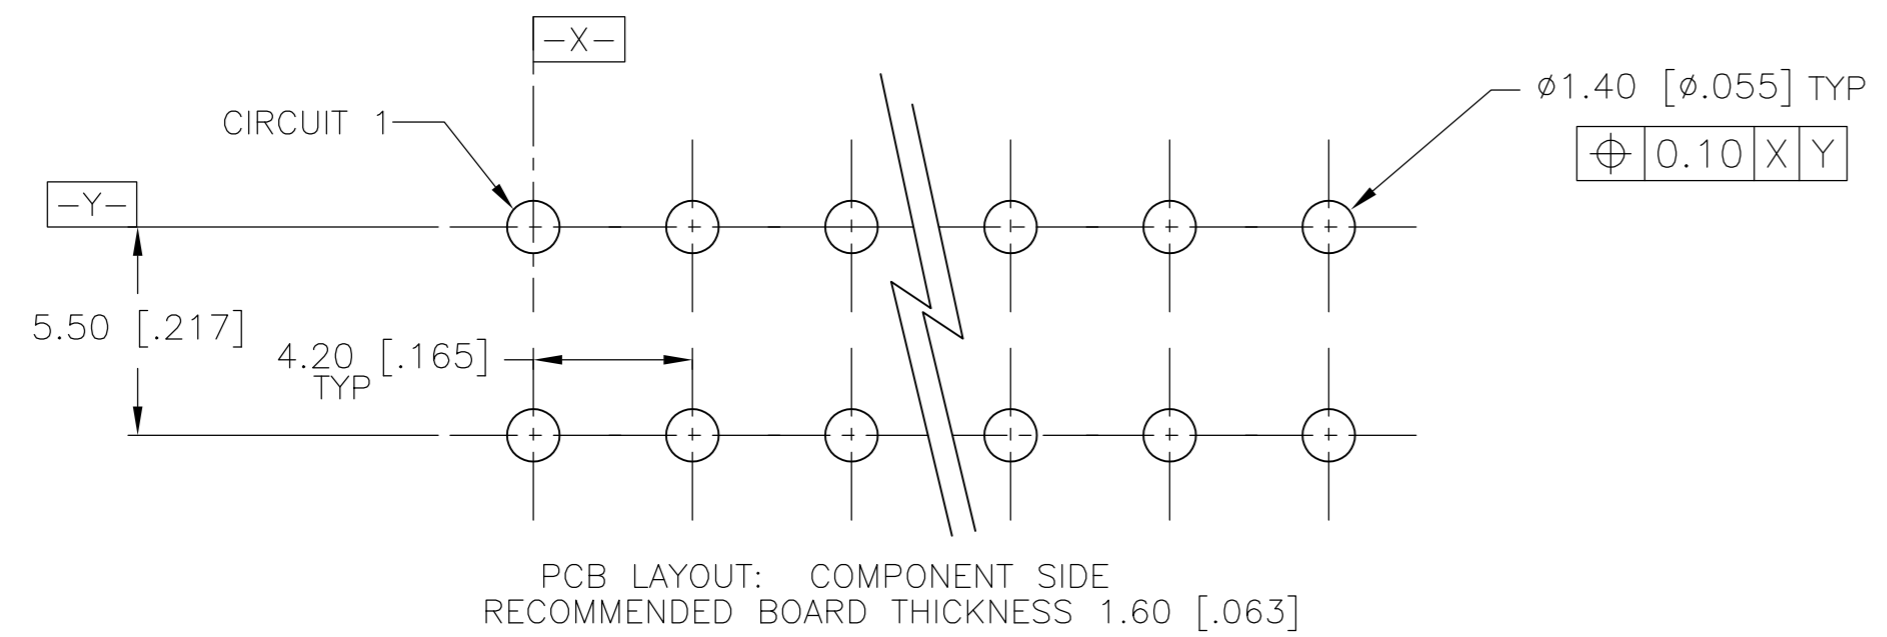 -X-
CIRCUIT 1
⌀1.40 [⌀.055] TYP
⌖ 0.10 X Y
-Y-
5.50 [.217]
4.20 [.165]
TYP
PCB LAYOUT: COMPONENT SIDE
RECOMMENDED BOARD THICKNESS 1.60 [.063]